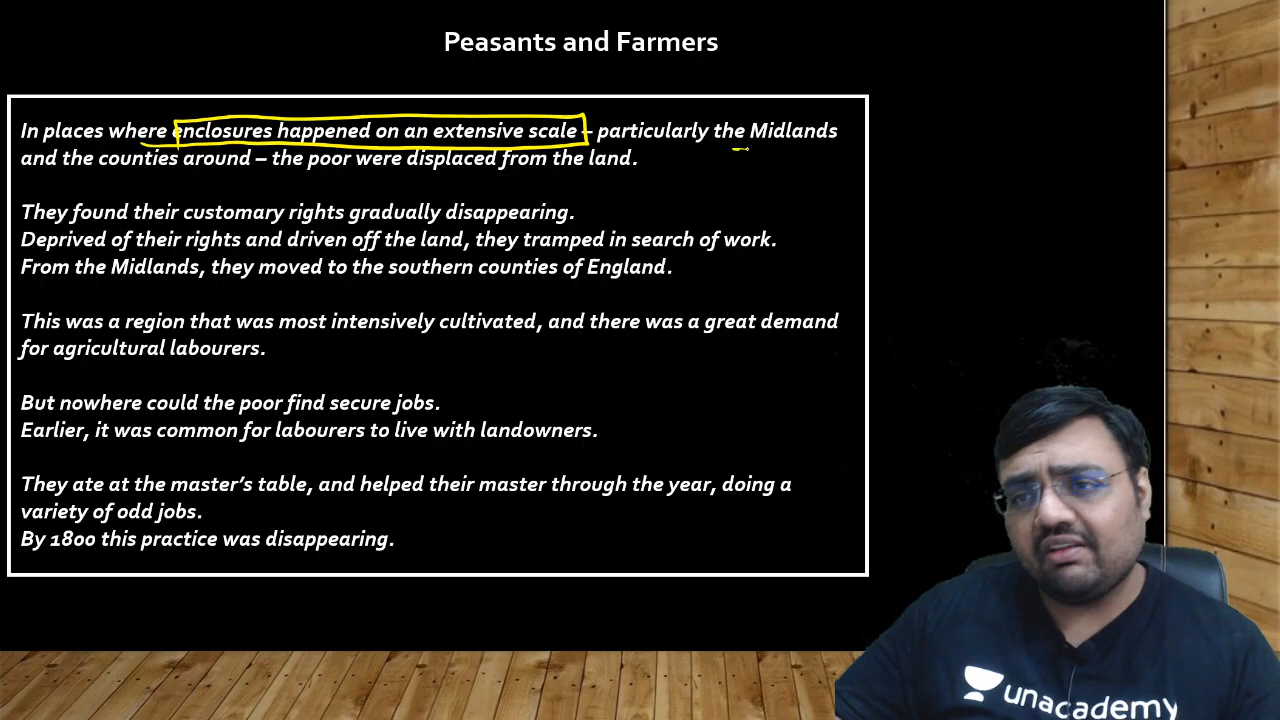 Peasants and Farmers
In places where enclosures happened on an extensive scale – particularly the Midlands
and the counties around – the poor were displaced from the land.
They found their customary rights gradually disappearing.
Deprived of their rights and driven off the land, they tramped in search of work.
From the Midlands, they moved to the southern counties of England.
This was a region that was most intensively cultivated, and there was a great demand
for agricultural labourers.
But nowhere could the poor find secure jobs.
Earlier, it was common for labourers to live with landowners.
They ate at the master's table, and helped their master through the year, doing a
variety of odd jobs.
By 1800 this practice was disappearing.
unacademy